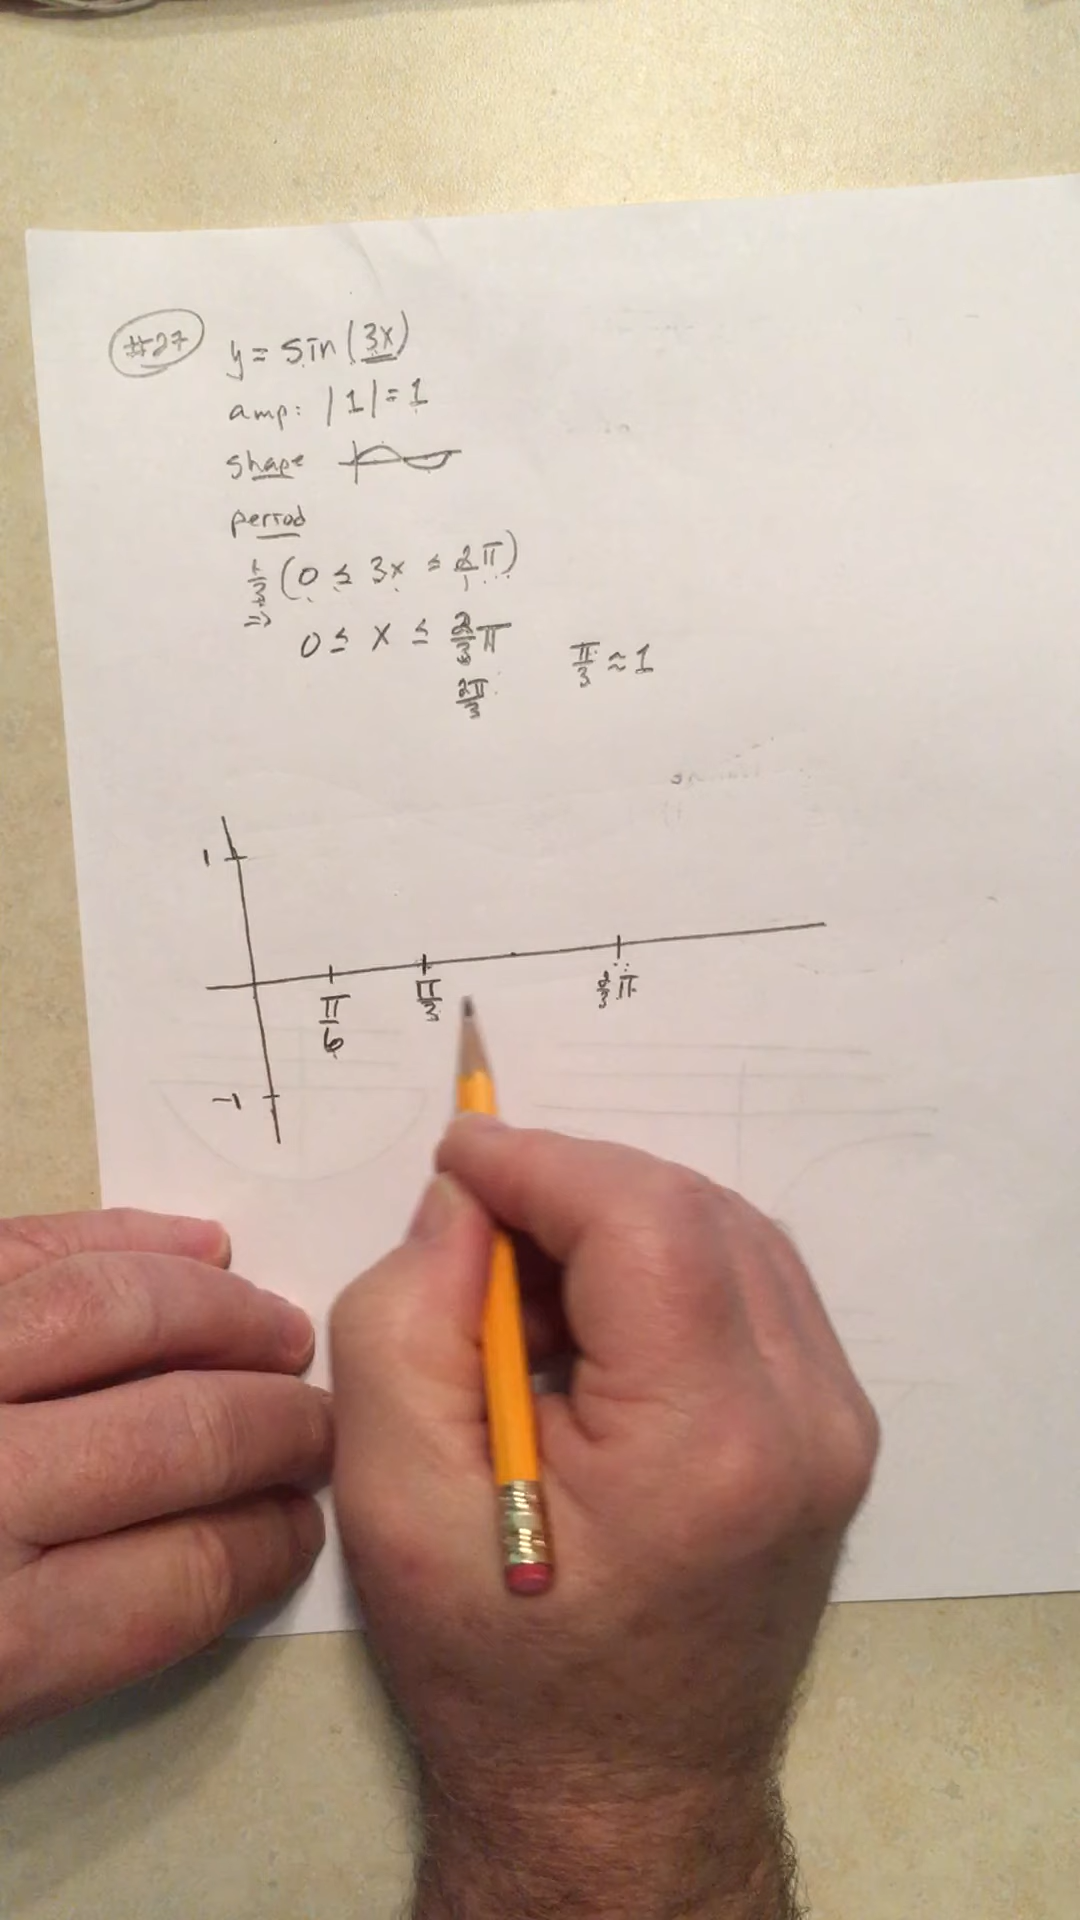 #27 y = sin(3x)
amp: |1| = 1
shape
period
1/3 (0 ≤ 3x ≤ 2π)
⇒ 0 ≤ x ≤ 2/3 π
2π/3
π/3 ≈ 1
1
π/6 π/3 2/3 π
-1